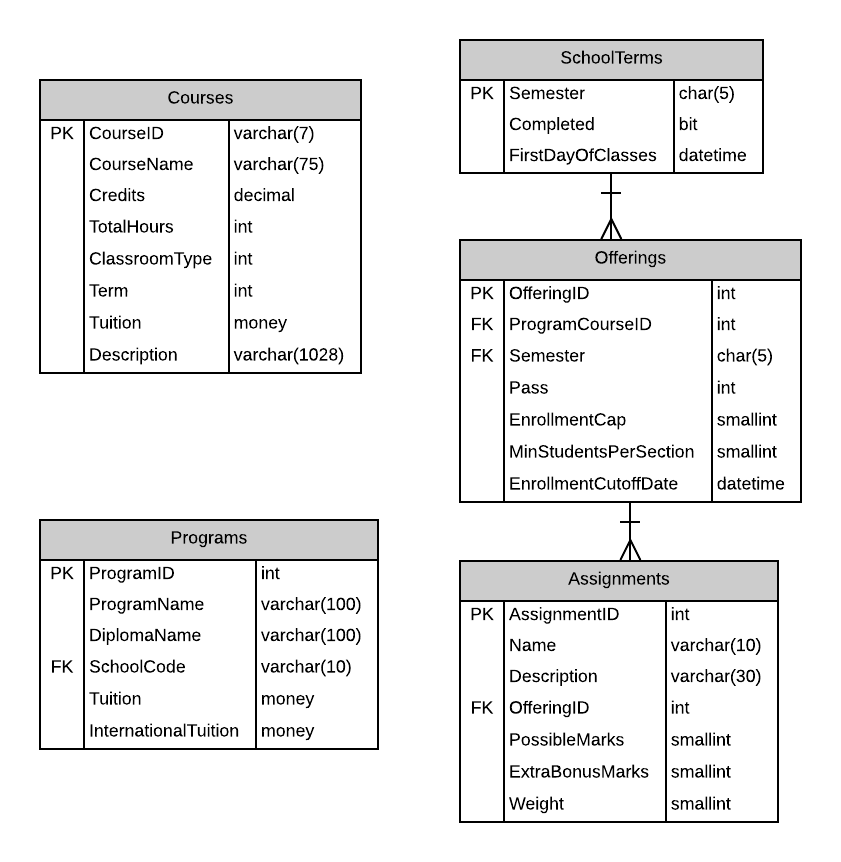 Courses
PK CourseID varchar(7)
CourseName varchar(75)
Credits decimal
TotalHours int
ClassroomType int
Term int
Tuition money
Description varchar(1028)
Programs
PK ProgramID int
ProgramName varchar(100)
DiplomaName varchar(100)
FK SchoolCode varchar(10)
Tuition money
InternationalTuition money
SchoolTerms
PK Semester char(5)
Completed bit
FirstDayOfClasses datetime
Offerings
PK OfferingID int
FK ProgramCourseID int
FK Semester char(5)
Pass int
EnrollmentCap smallint
MinStudentsPerSection smallint
EnrollmentCutoffDate datetime
Assignments
PK AssignmentID int
Name varchar(10)
Description varchar(30)
FK OfferingID int
PossibleMarks smallint
ExtraBonusMarks smallint
Weight smallint